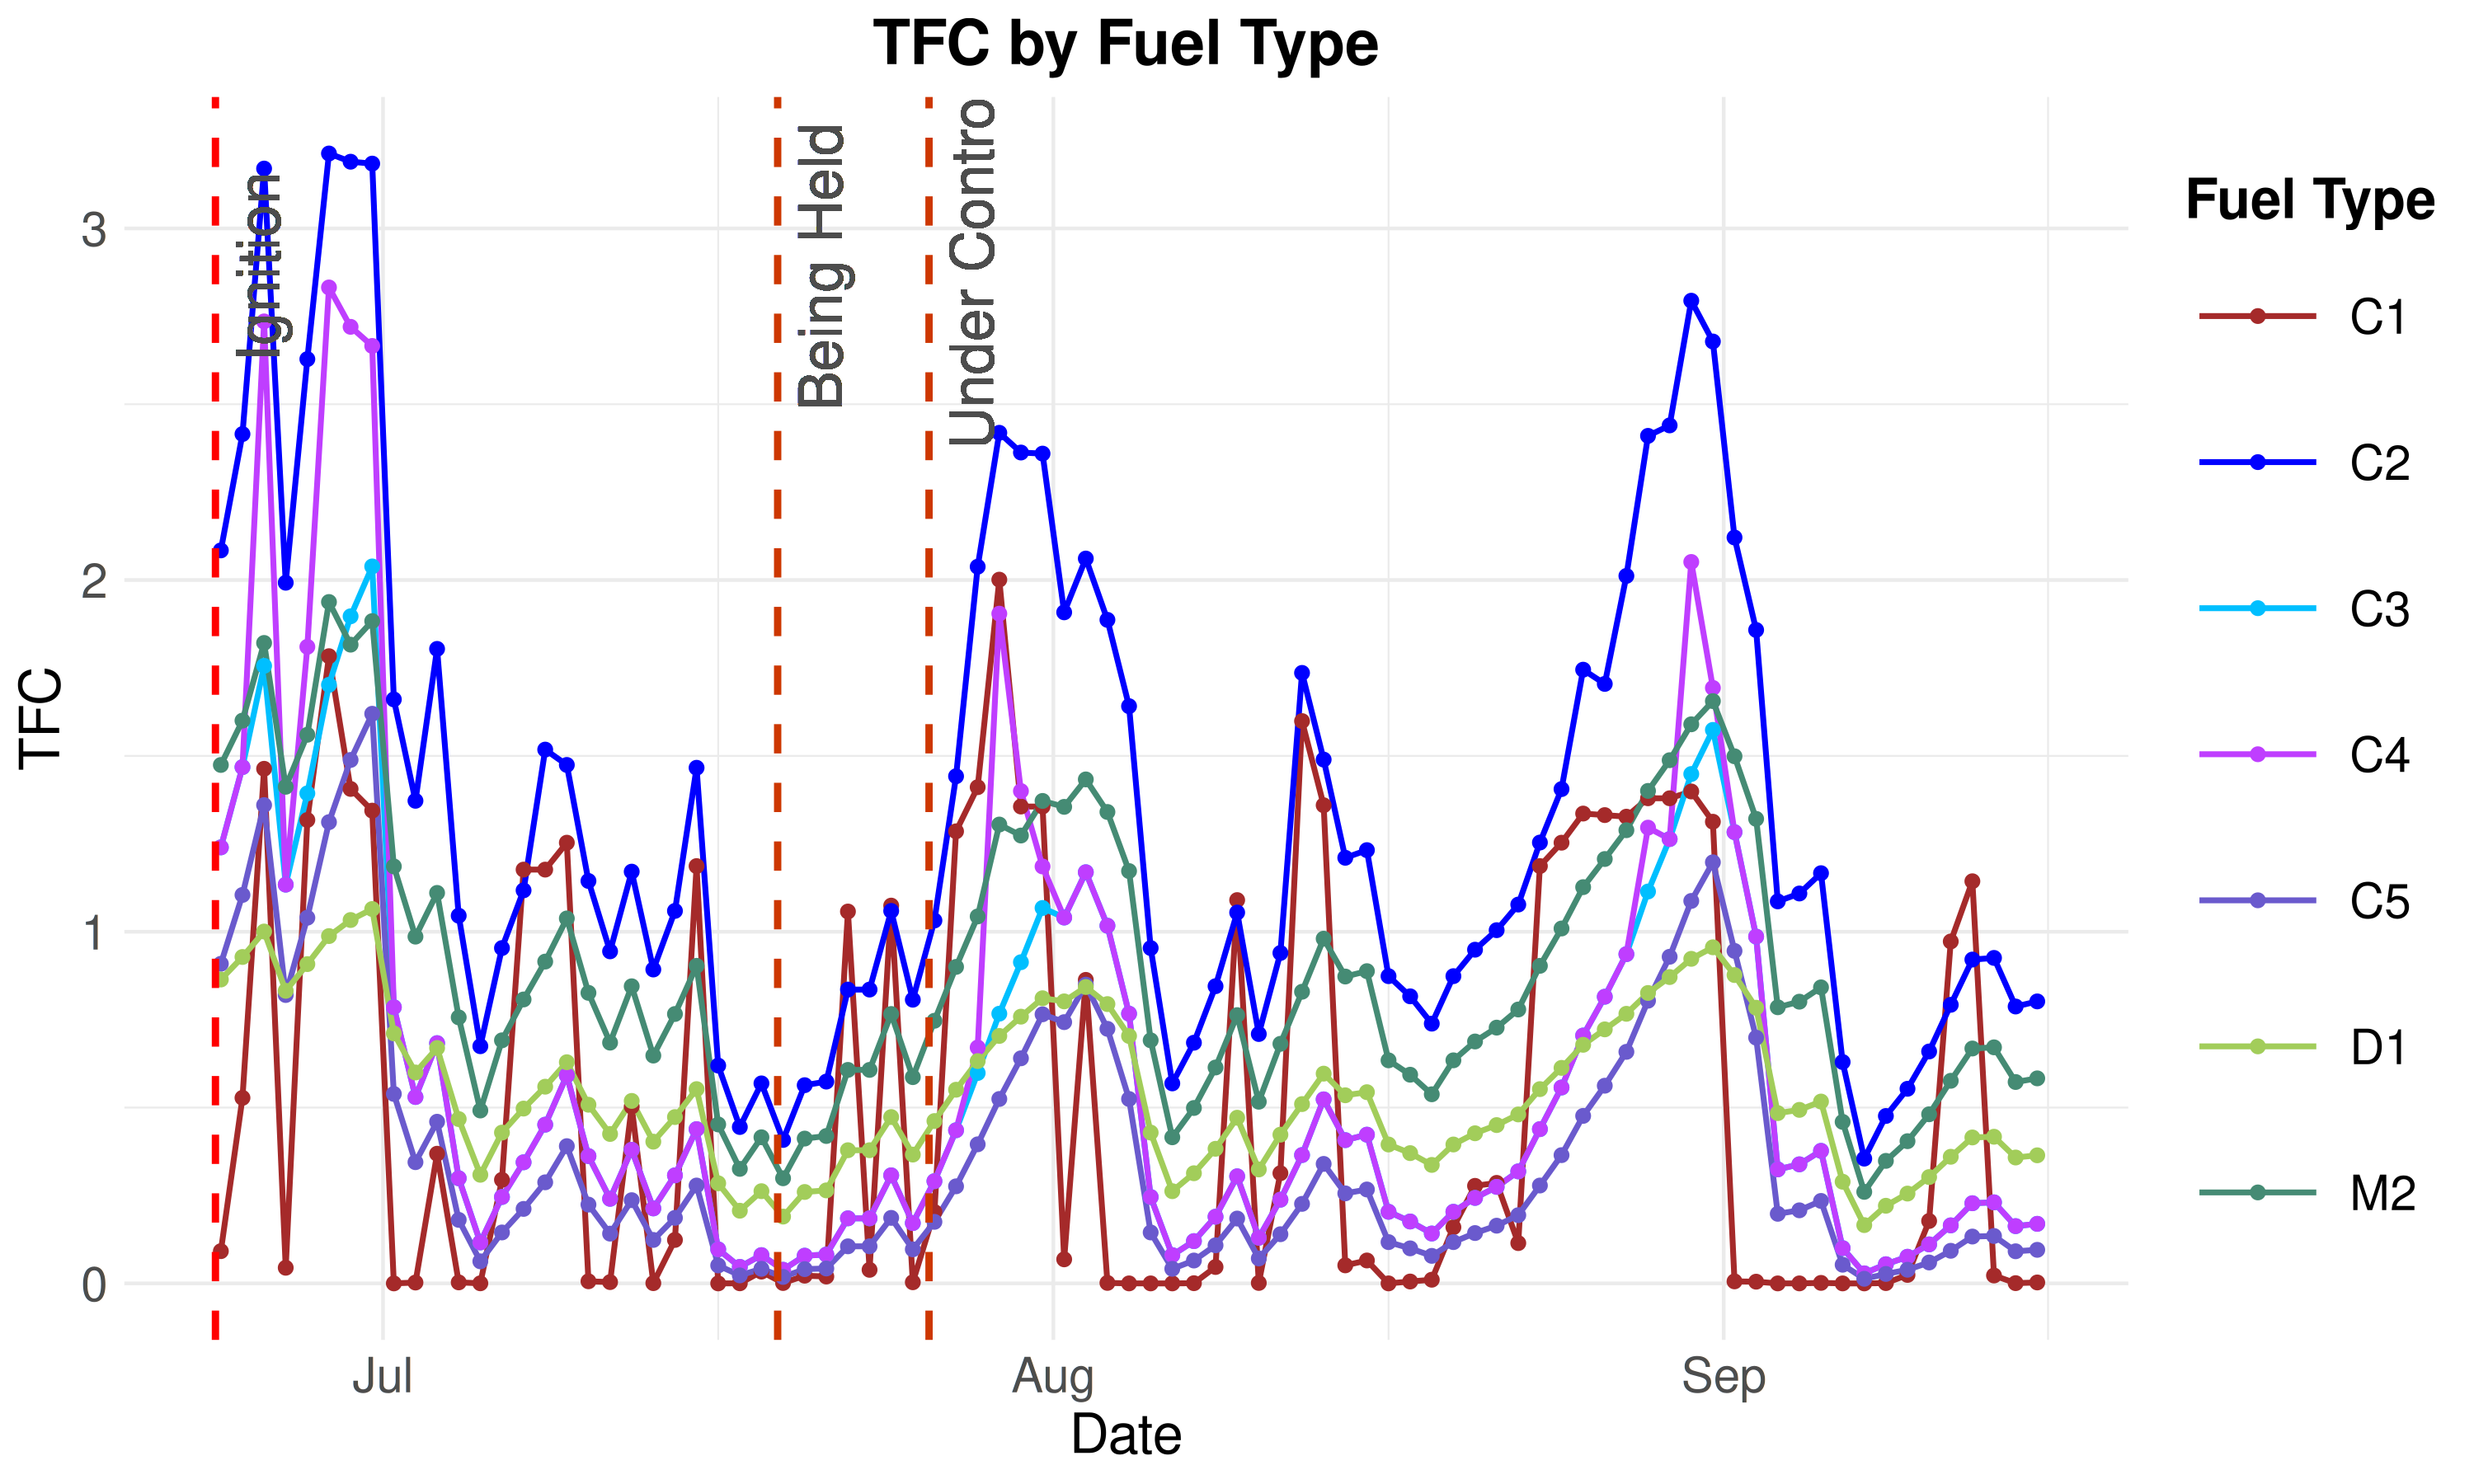 TFC by Fuel Type
Ignition
Being Held
Under Contro
3
2
1
0
TFC
Jul
Aug
Sep
Date
Fuel Type
C1
C2
C3
C4
C5
D1
M2